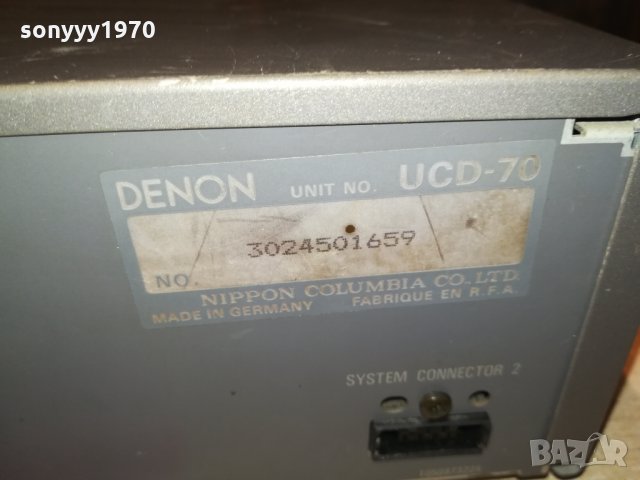 sonyyy1970
DENON UNIT NO. UCD-70
NO. 3024501659
NIPPON COLUMBIA CO., LTD.
MADE IN GERMANY FABRIQUE EN R.F.A.
SYSTEM CONNECTOR 2
BAZAR